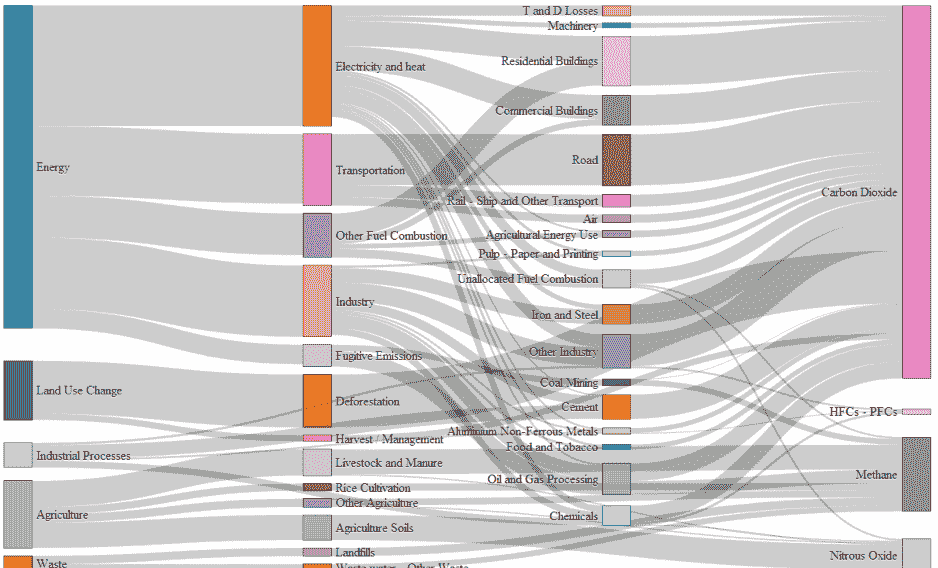 Energy
Land Use Change
Industrial Processes
Agriculture
Waste
Electricity and heat
Transportation
Other Fuel Combustion
Industry
Fugitive Emissions
Deforestation
Harvest / Management
Livestock and Manure
Rice Cultivation
Other Agriculture
Agriculture Soils
Landfills
Waste water - Other Waste
T and D Losses
Machinery
Residential Buildings
Commercial Buildings
Road
Rail - Ship and Other Transport
Air
Agricultural Energy Use
Pulp - Paper and Printing
Unallocated Fuel Combustion
Iron and Steel
Other Industry
Coal Mining
Cement
Aluminium Non-Ferrous Metals
Food and Tobacco
Oil and Gas Processing
Chemicals
Carbon Dioxide
HFCs - PFCs
Methane
Nitrous Oxide